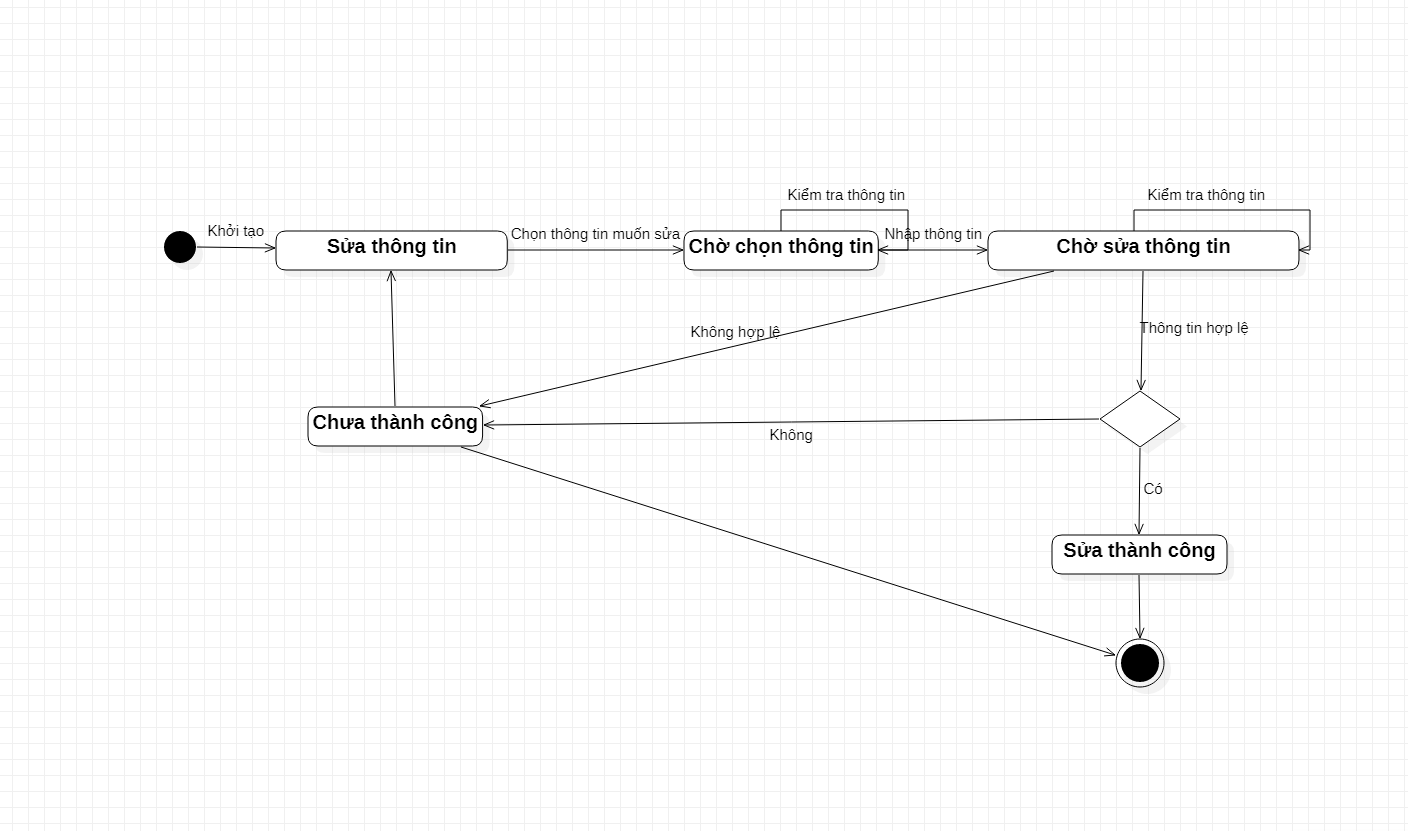 Kiểm tra thông tin
Kiểm tra thông tin
Khởi tạo
Sửa thông tin
Chọn thông tin muốn sửa
Chờ chọn thông tin
Nhập thông tin
Chờ sửa thông tin
Không hợp lệ
Thông tin hợp lệ
Chưa thành công
Không
Có
Sửa thành công